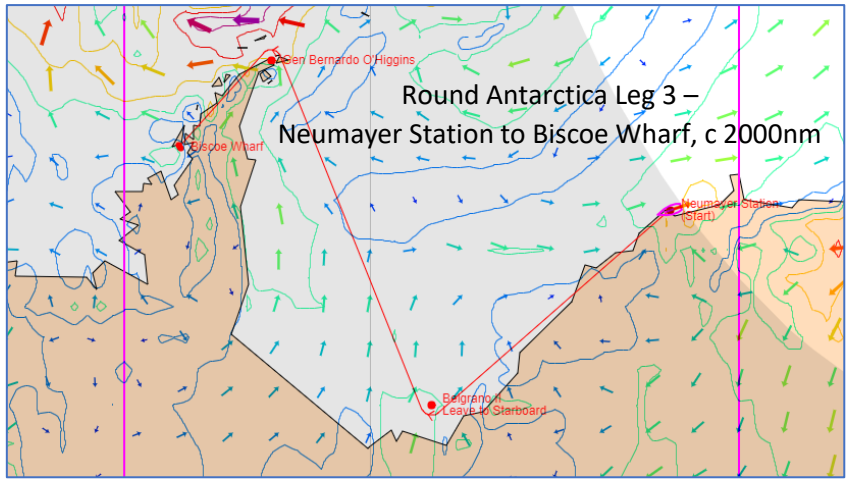 Gen Bernardo O'Higgins
Round Antarctica Leg 3 –
Neumayer Station to Biscoe Wharf, c 2000nm
Biscoe Wharf
Neumayer Station
(Start)
Belgrano II
Leave to Starboard